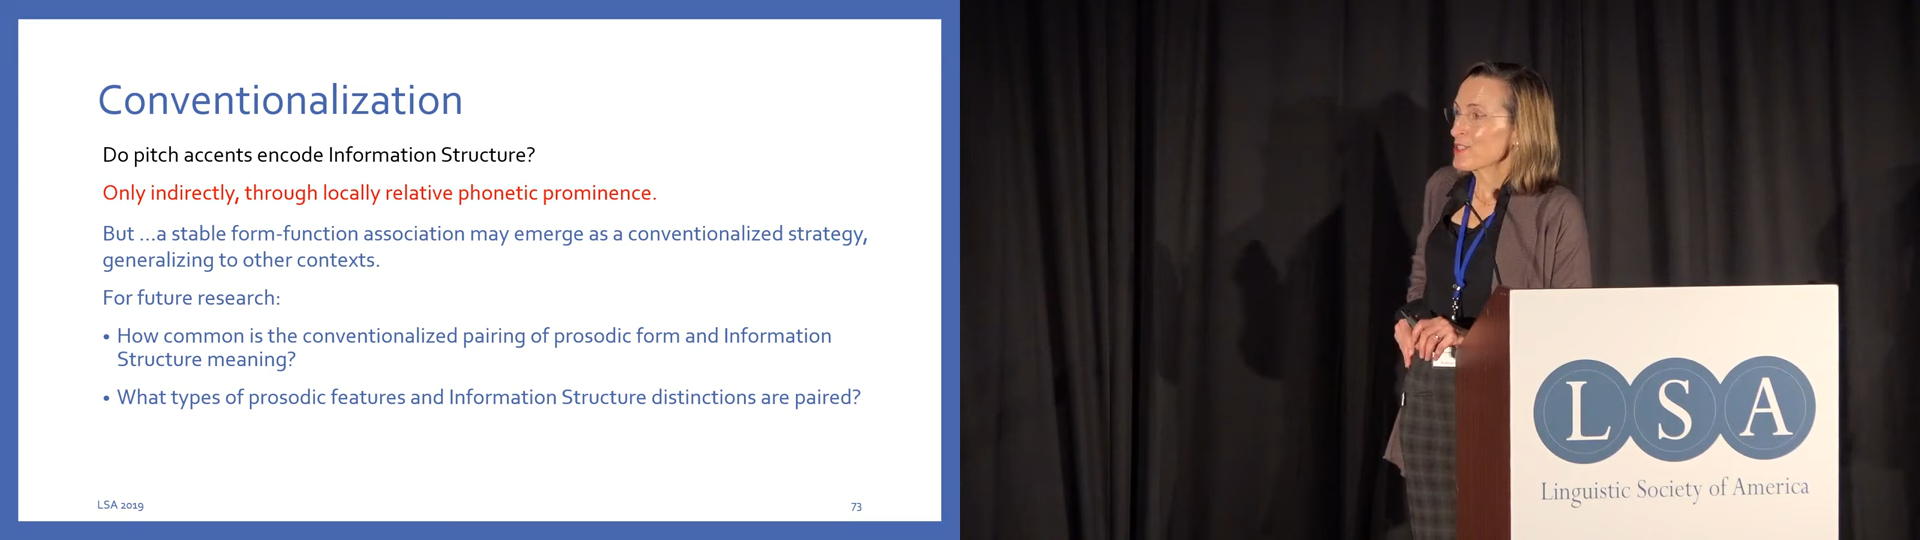 Conventionalization
Do pitch accents encode Information Structure?
Only indirectly, through locally relative phonetic prominence.
But ...a stable form-function association may emerge as a conventionalized strategy,
generalizing to other contexts.
For future research:
• How common is the conventionalized pairing of prosodic form and Information
Structure meaning?
• What types of prosodic features and Information Structure distinctions are paired?
LSA 2019
73
LSA
Linguistic Society of America